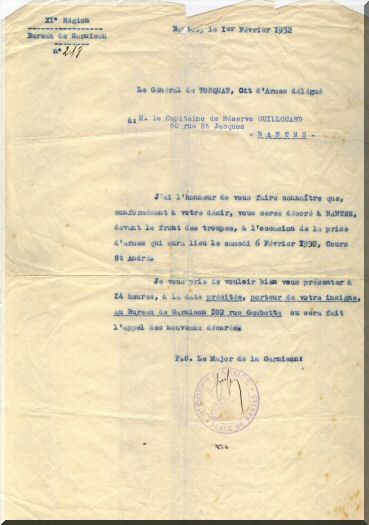 XI° Région
Bureau de Garnison
n° 218
Nantes, le 1er Février 1932
Le Général de TORQUAT, Cdt d'Armes délégué
à M. le Capitaine de Réserve GUILLOUARD
60 rue St Jacques
- NANTES -
J'ai l'honneur de vous faire connaître que,
conformément à votre désir, vous serez décoré à NANTES,
devant le front des troupes, à l'occasion de la prise
d'armes qui aura lieu le samedi 6 Février 1932, Cours
St André.
Je vous prie de vouloir bien vous présenter à
14 heures, à la date précitée, porteur de votre insigne,
au Bureau de Garnison 102 rue Gambetta ou sera fait
l'appel des nouveaux décorés.
P.O. Le Major de la Garnison:
CORPS
NANTES